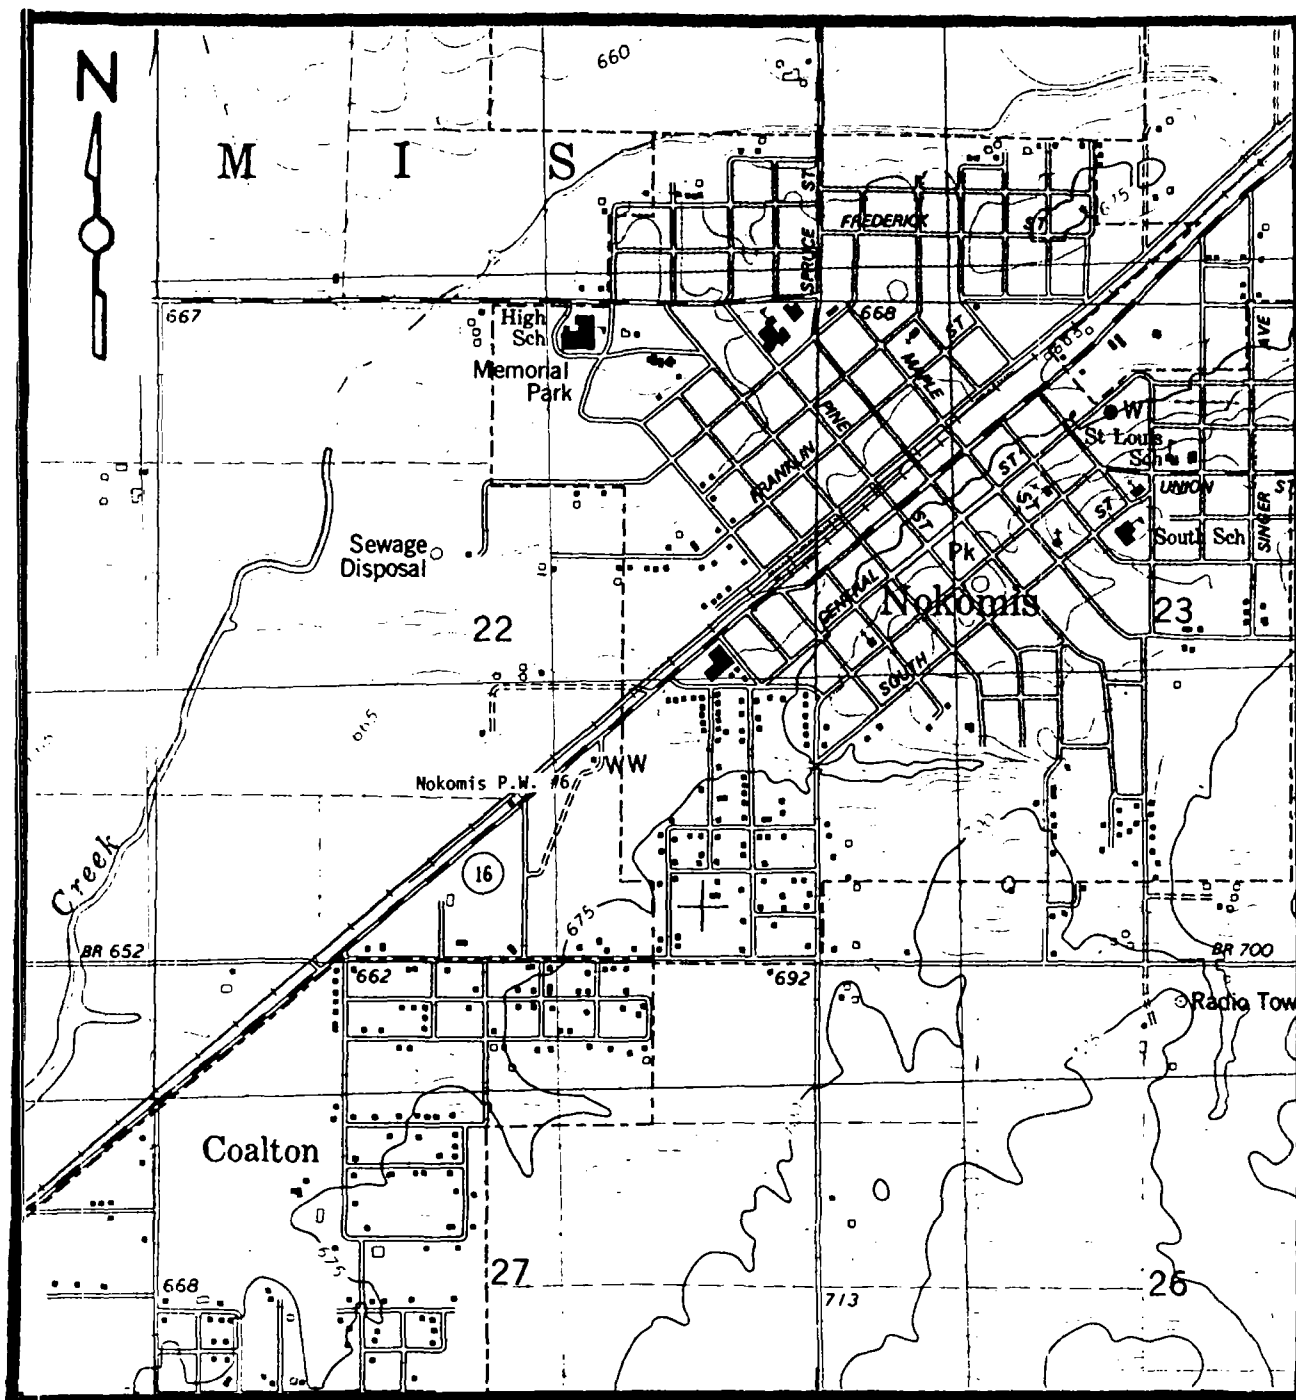 N
660
M I S
675
FREDERICK ST
SPRUCE ST
667
High
Sch
668
ST
AVE
Memorial
Park
MAPLE
PINE
W
St Louis
Sch
FRANKLIN
ST
UNION ST
ST
ST
SINGER
ST
South Sch
Sewage
Disposal
Pk
CENTRAL
Nokomis
22
23
SOUTH
665
WW
Nokomis P.W. #6
Creek
16
675
BR 652
BR 700
662
692
Radio Tow
Coalton
675
27
26
668
713